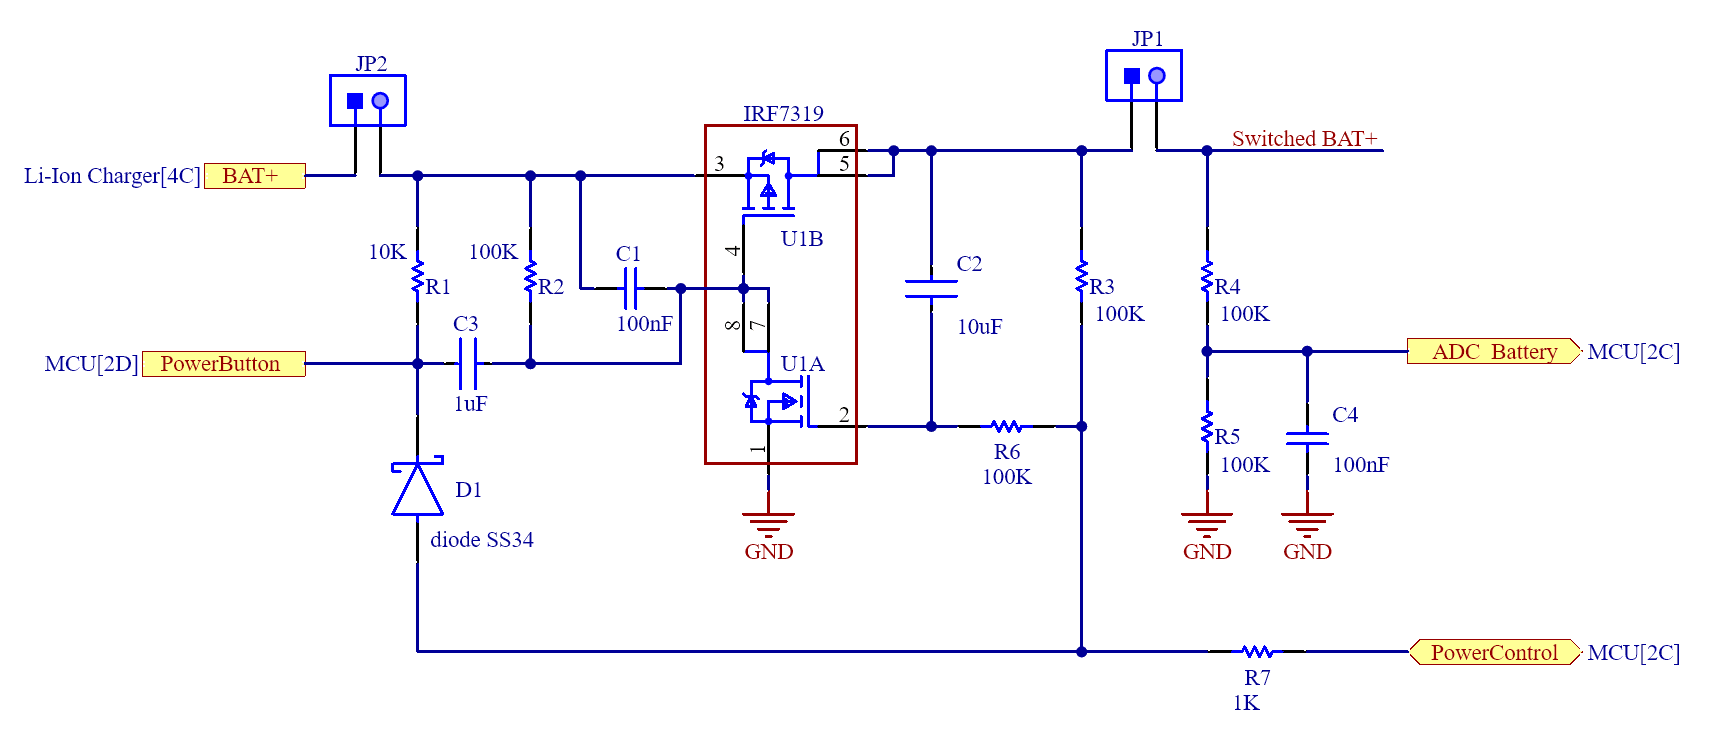 JP1
JP2
IRF7319
Switched BAT+
6
3
5
Li-Ion Charger[4C]
BAT+
U1B
4
10K
100K
C1
C2
R1
R2
R3
R4
100nF
10uF
100K
100K
C3
8
7
MCU[2D]
PowerButton
U1A
ADC Battery
MCU[2C]
1uF
2
C4
R5
1
R6
100K
100nF
100K
D1
diode SS34
GND
GND
GND
PowerControl
MCU[2C]
R7
1K